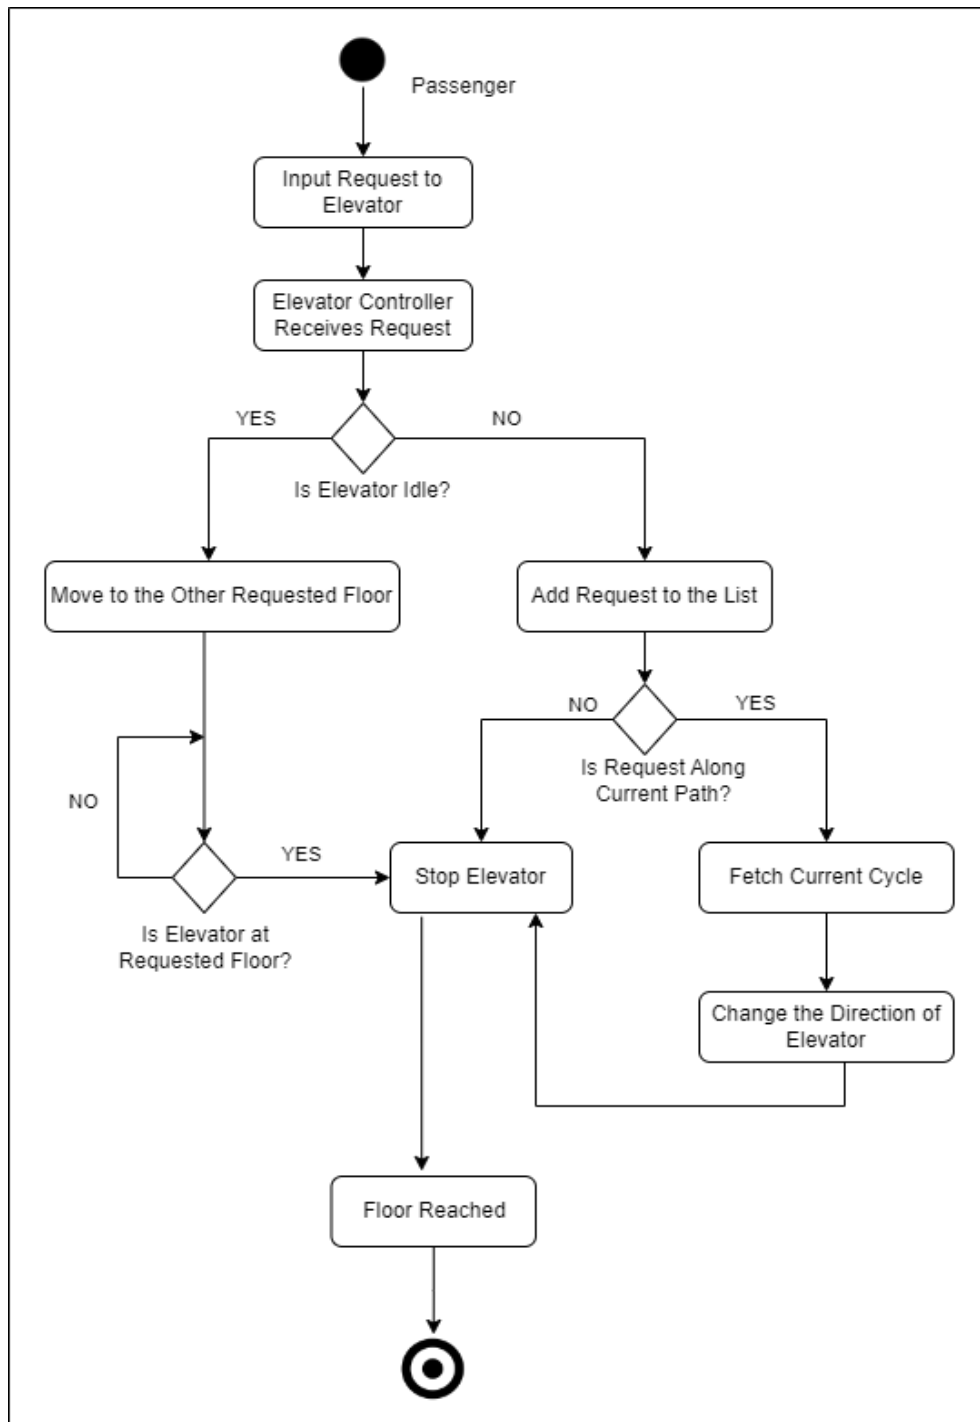 Passenger
Input Request to
Elevator
Elevator Controller
Receives Request
YES
NO
Is Elevator Idle?
Move to the Other Requested Floor
Add Request to the List
NO
YES
Is Request Along
Current Path?
NO
YES
Stop Elevator
Fetch Current Cycle
Is Elevator at
Requested Floor?
Change the Direction of
Elevator
Floor Reached